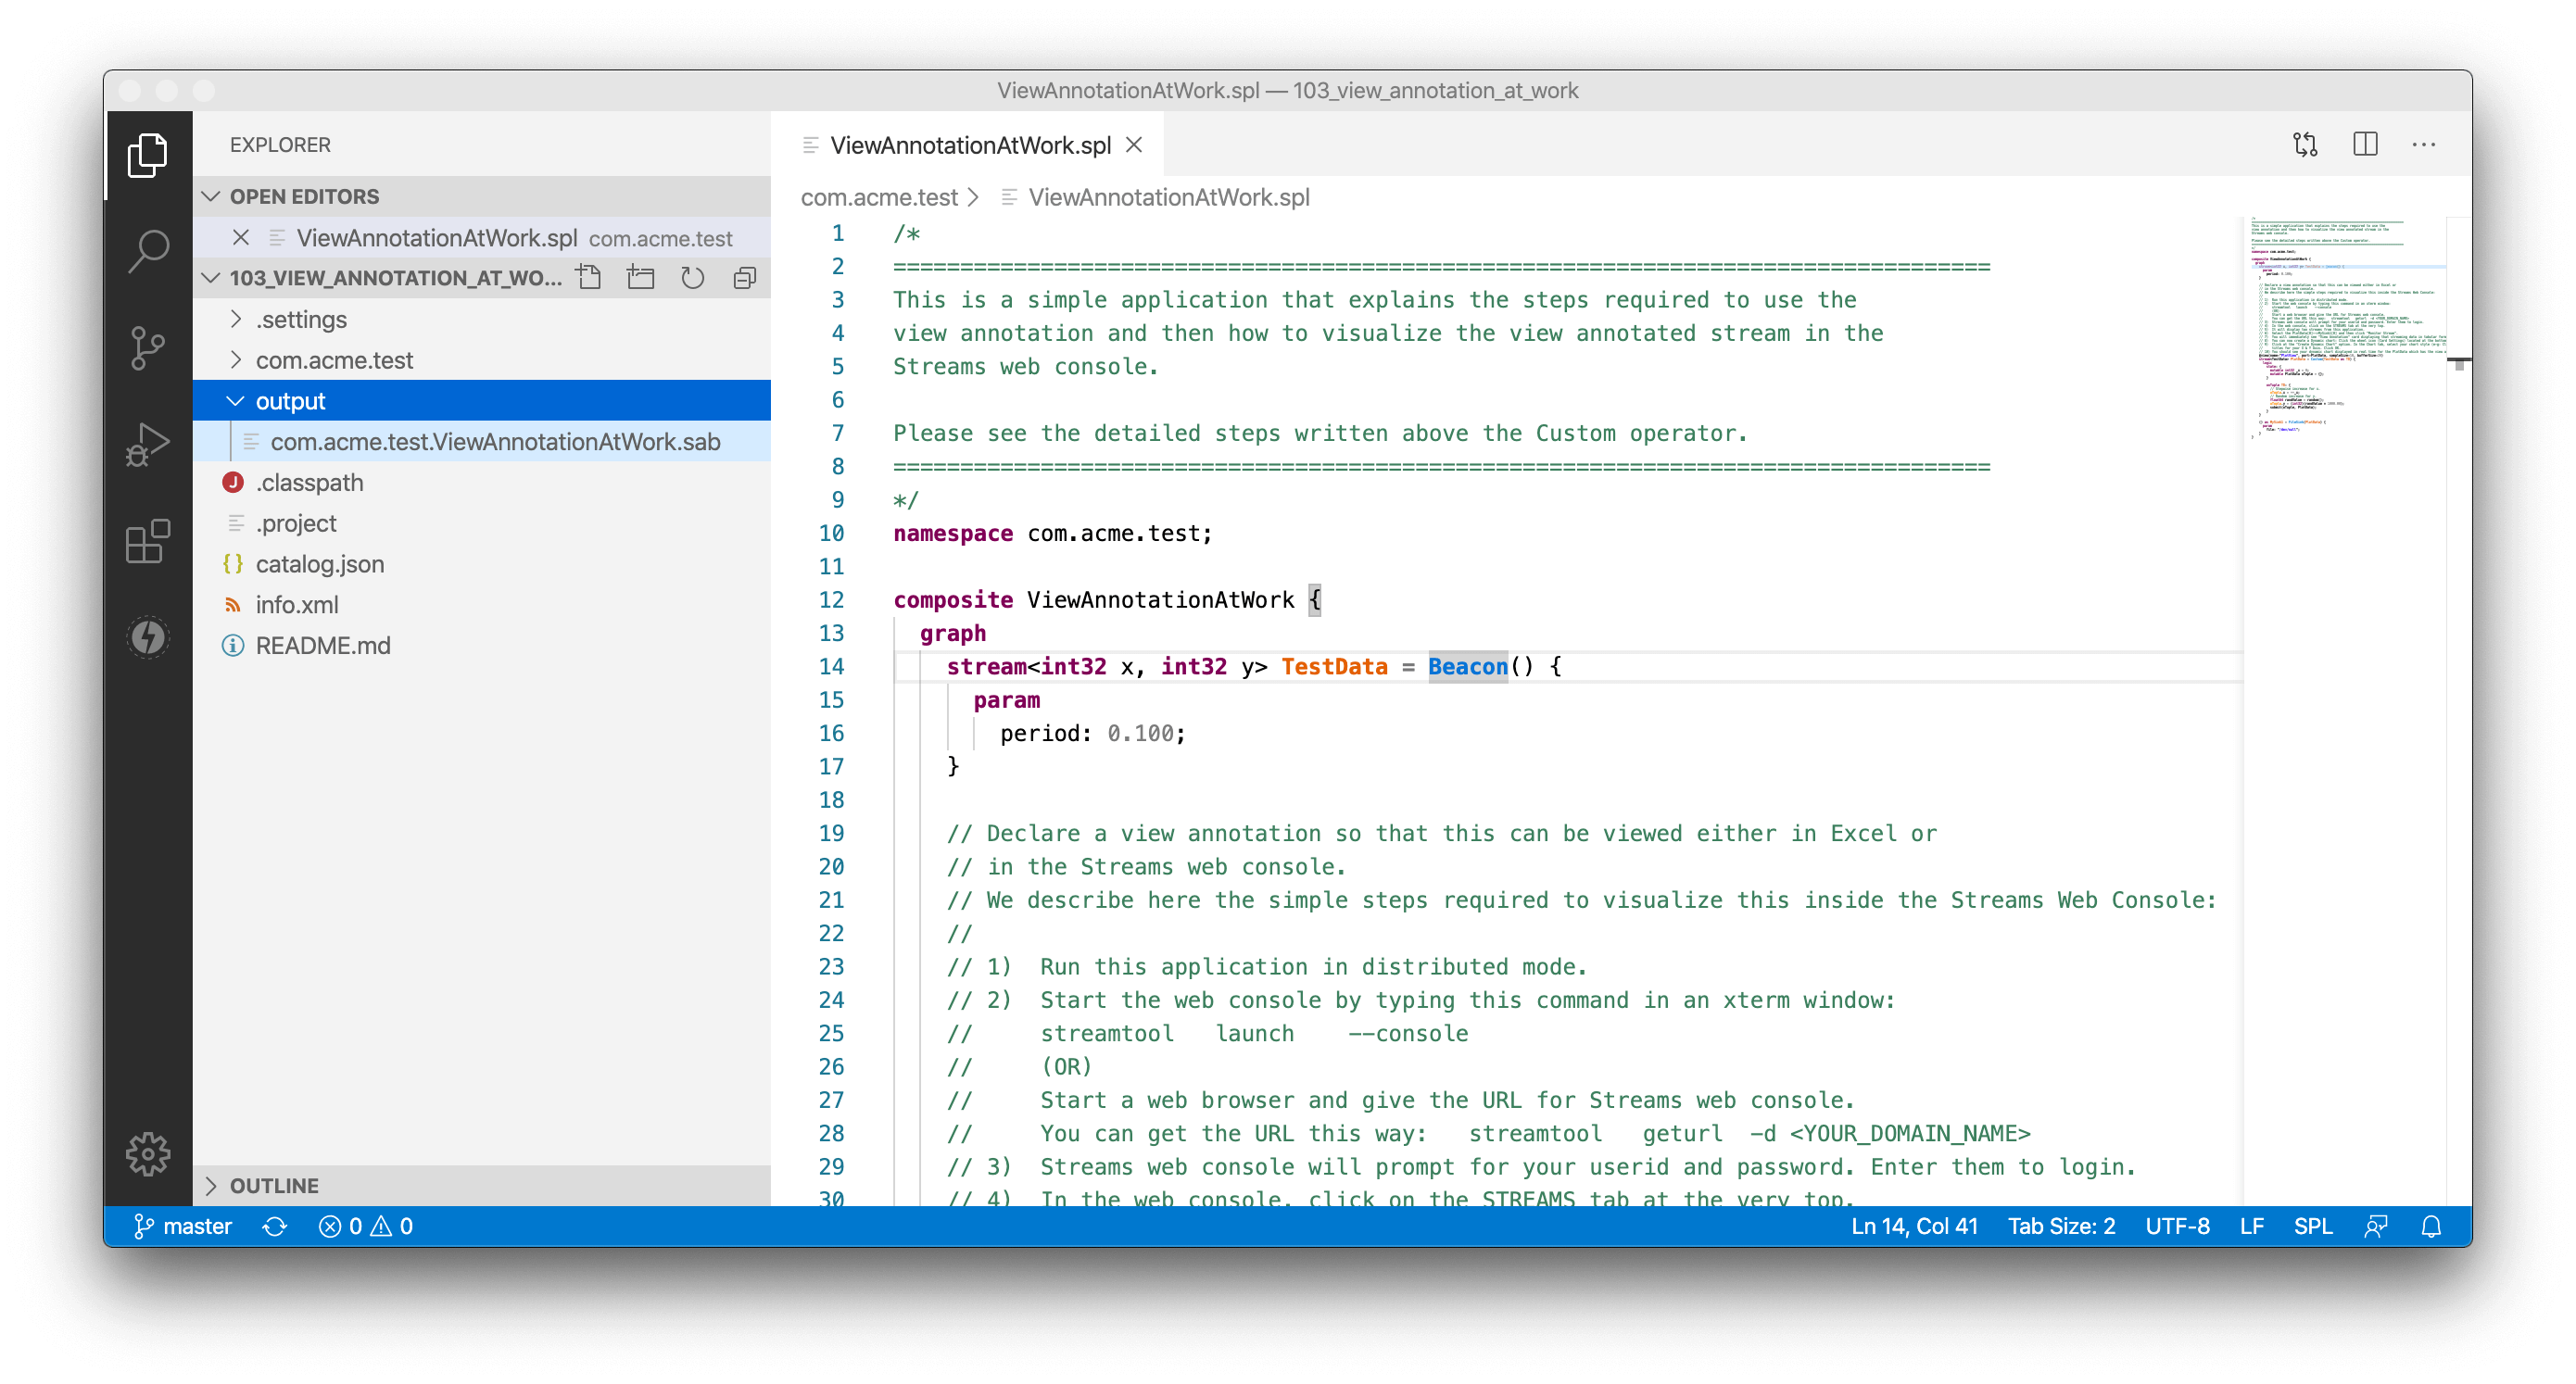 ViewAnnotationAtWork.spl — 103_view_annotation_at_work
EXPLORER
OPEN EDITORS
ViewAnnotationAtWork.spl com.acme.test
103_VIEW_ANNOTATION_AT_WO...
.settings
com.acme.test
output
com.acme.test.ViewAnnotationAtWork.sab
.classpath
.project
catalog.json
info.xml
README.md
OUTLINE
ViewAnnotationAtWork.spl
com.acme.test > ViewAnnotationAtWork.spl
1 /*
2 ==================================================================================
3 This is a simple application that explains the steps required to use the
4 view annotation and then how to visualize the view annotated stream in the
5 Streams web console.
6
7 Please see the detailed steps written above the Custom operator.
8 ==================================================================================
9 */
10 namespace com.acme.test;
11
12 composite ViewAnnotationAtWork {
13 graph
14 stream<int32 x, int32 y> TestData = Beacon() {
15 param
16 period: 0.100;
17 }
18
19 // Declare a view annotation so that this can be viewed either in Excel or
20 // in the Streams web console.
21 // We describe here the simple steps required to visualize this inside the Streams Web Console:
22 //
23 // 1) Run this application in distributed mode.
24 // 2) Start the web console by typing this command in an xterm window:
25 // streamtool launch --console
26 // (OR)
27 // Start a web browser and give the URL for Streams web console.
28 // You can get the URL this way: streamtool geturl -d <YOUR_DOMAIN_NAME>
29 // 3) Streams web console will prompt for your userid and password. Enter them to login.
30 // 4) In the web console, click on the STREAMS tab at the very top.
master 0 0 Ln 14, Col 41 Tab Size: 2 UTF-8 LF SPL